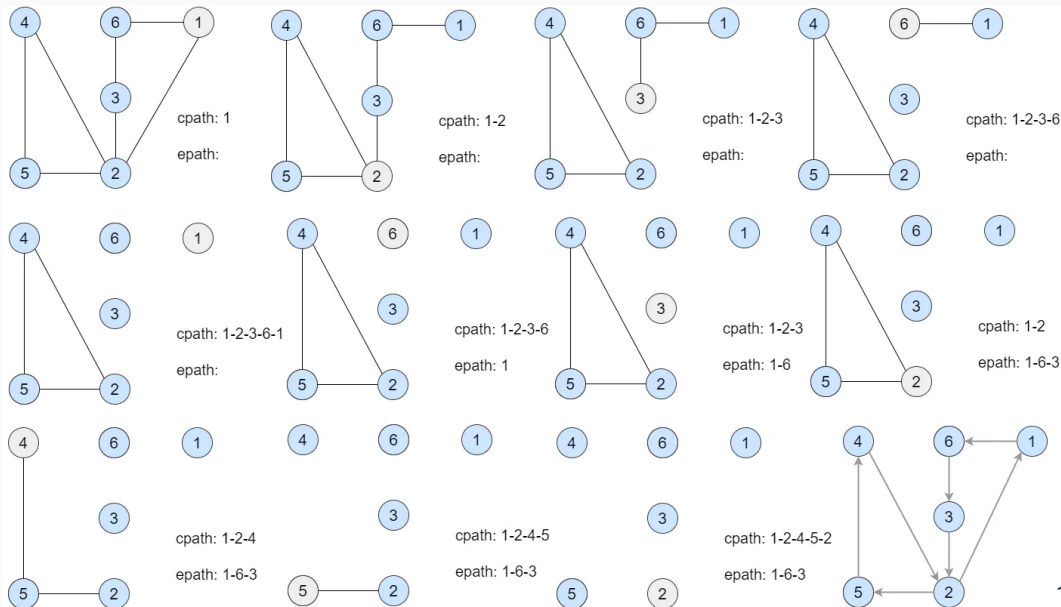 4 6 1
3
cpath: 1
epath:
5 2
4 6 1
3
cpath: 1-2
epath:
5 2
4 6 1
3
cpath: 1-2-3
epath:
5 2
4 6 1
3
cpath: 1-2-3-6
epath:
5 2
4 6 1
3
cpath: 1-2-3-6-1
epath:
5 2
4 6 1
3
cpath: 1-2-3-6
epath: 1
5 2
4 6 1
3
cpath: 1-2-3
epath: 1-6
5 2
4 6 1
3
cpath: 1-2
epath: 1-6-3
5 2
4 6 1
3
cpath: 1-2-4
epath: 1-6-3
5 2
4 6 1
3
cpath: 1-2-4-5
epath: 1-6-3
5 2
4 6 1
3
cpath: 1-2-4-5-2
epath: 1-6-3
5 2
4 6 1
3
5 2